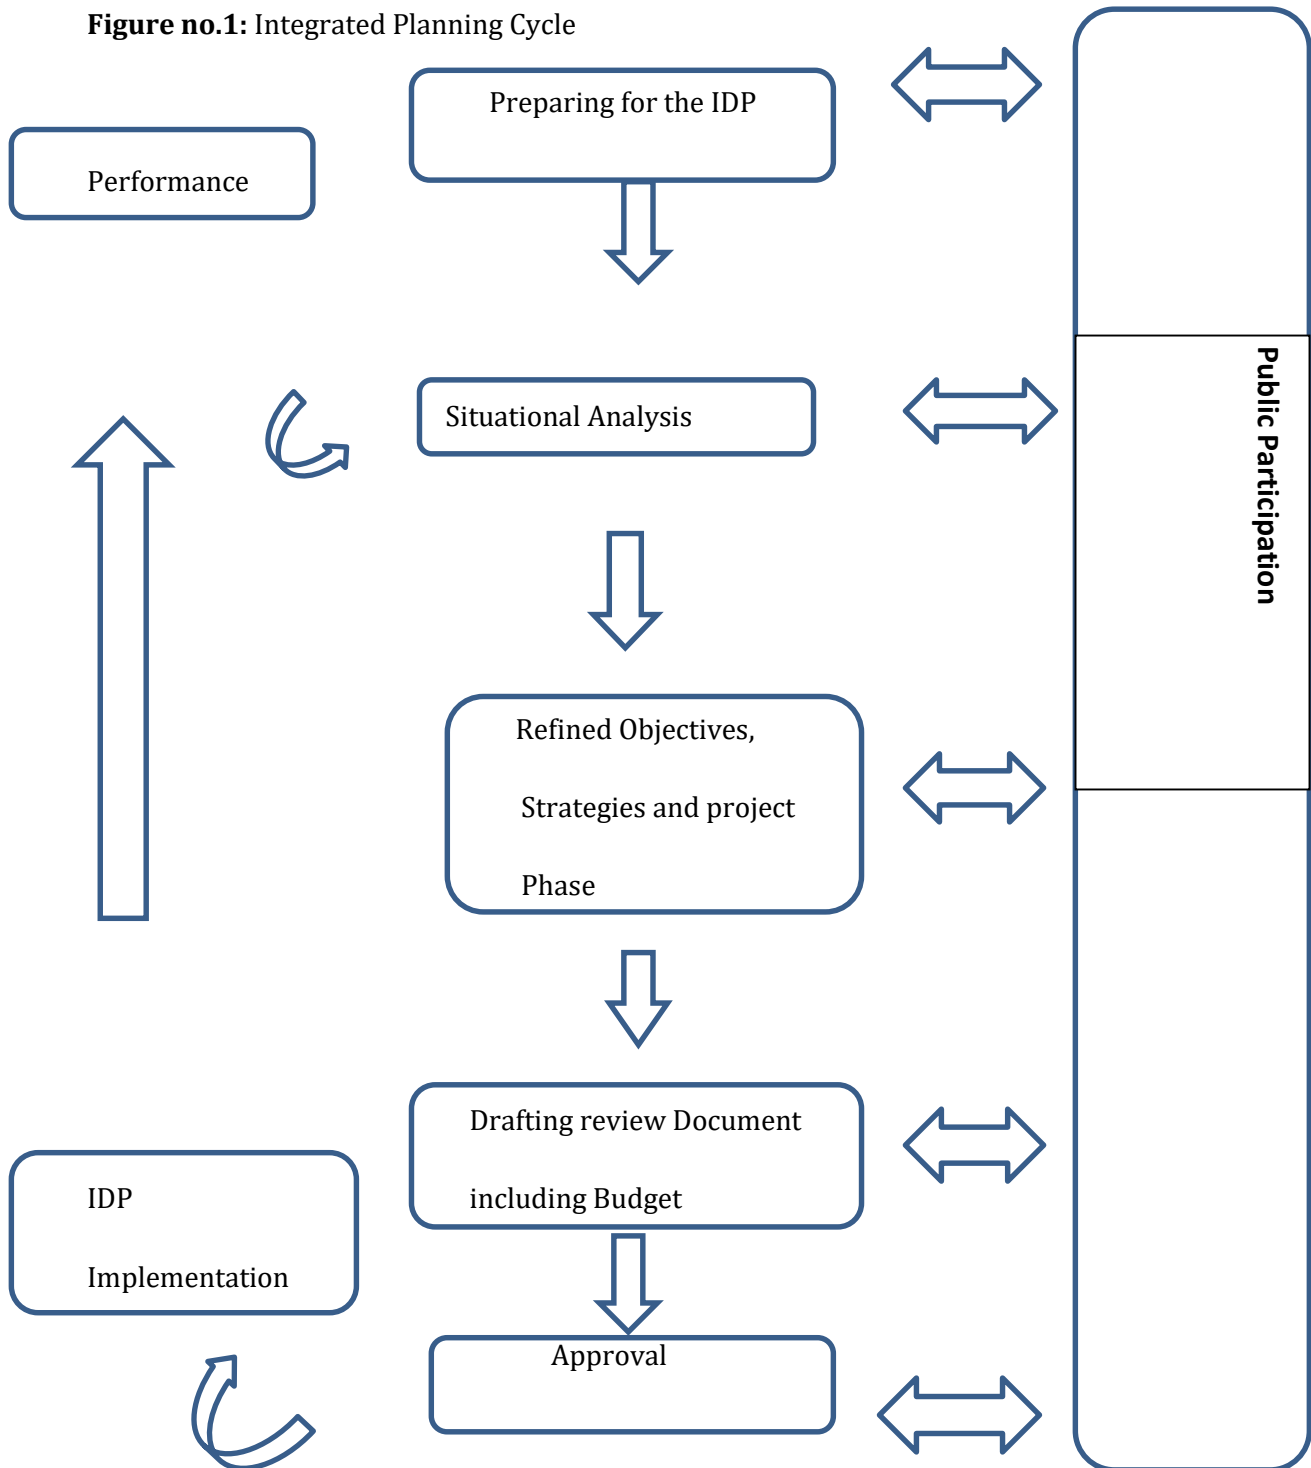 Figure no.1: Integrated Planning Cycle
Preparing for the IDP
Performance
Situational Analysis
Public Participation
Refined Objectives,
Strategies and project
Phase
Drafting review Document
including Budget
IDP
Implementation
Approval